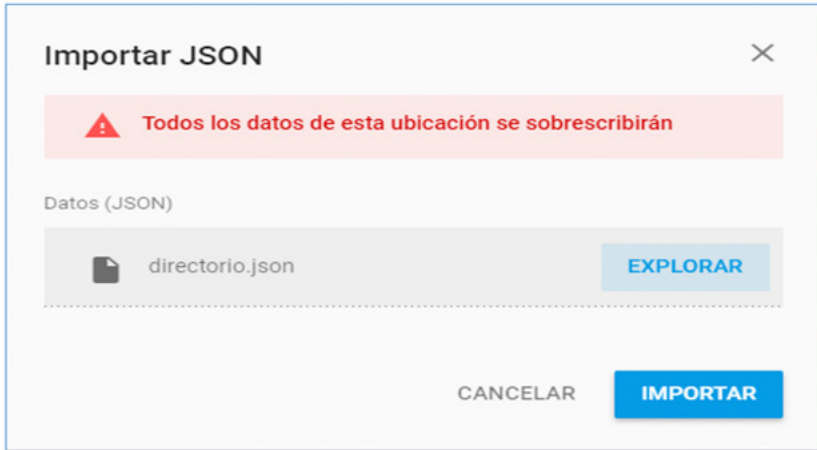 Importar JSON
Todos los datos de esta ubicación se sobrescribirán
Datos (JSON)
directorio.json EXPLORAR
CANCELAR IMPORTAR